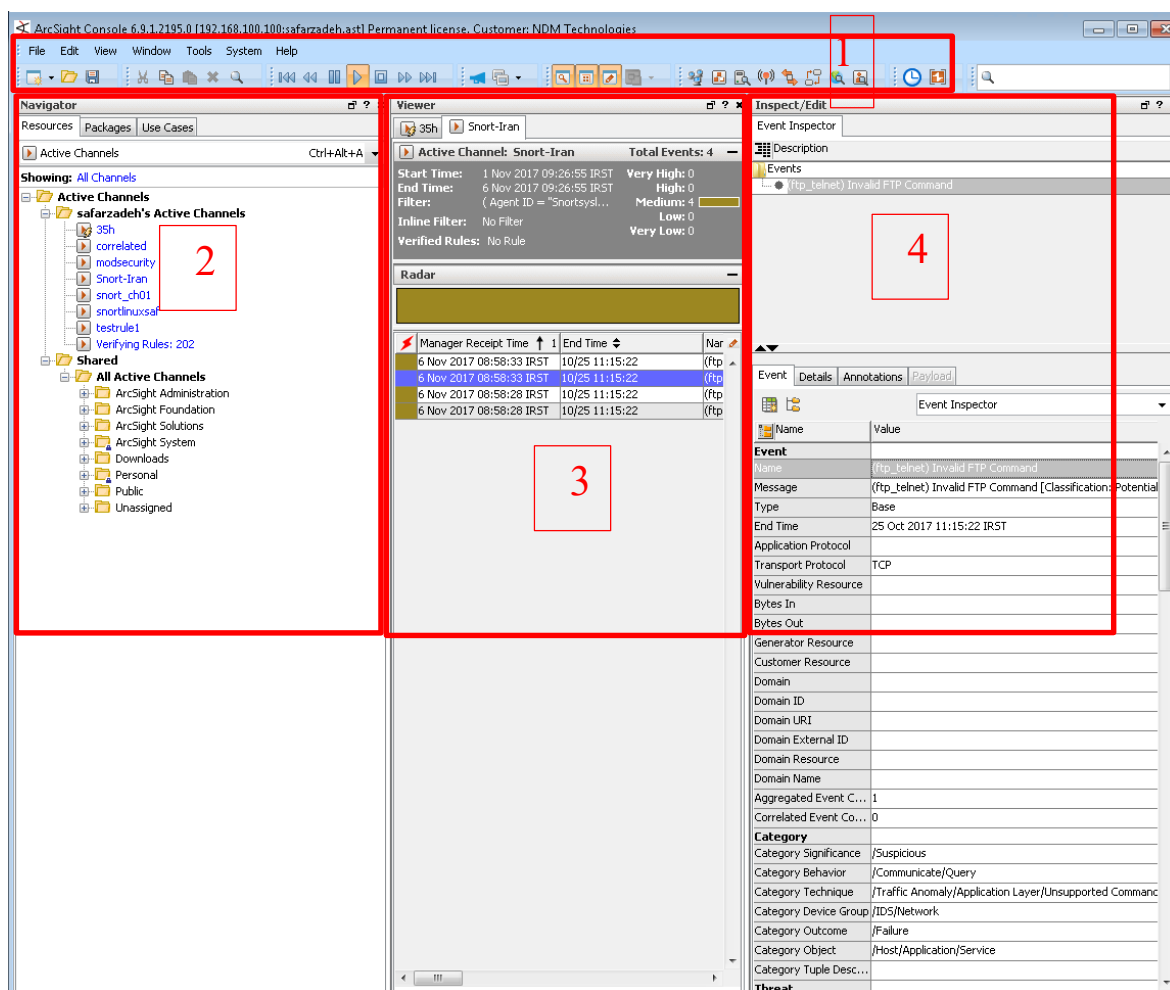 ArcSight Console 6.9.1.2195.0 [192.168.100.100:safarzadeh.ast] Permanent license. Customer: NDM Technologies
File Edit View Window Tools System Help
1
Navigator
Resources Packages Use Cases
Active Channels Ctrl+Alt+A
Showing: All Channels
Active Channels
safarzadeh's Active Channels
35h
correlated
modsecurity
Snort-Iran
snort_ch01
snortlinuxsaf
testrule1
Verifying Rules: 202
Shared
All Active Channels
ArcSight Administration
ArcSight Foundation
ArcSight Solutions
ArcSight System
Downloads
Personal
Public
Unassigned
2
Viewer
35h Snort-Iran
Active Channel: Snort-Iran Total Events: 4
Start Time: 1 Nov 2017 09:26:55 IRST Very High: 0
End Time: 6 Nov 2017 09:26:55 IRST High: 0
Filter: ( Agent ID = "Snortsysl... Medium: 4
Low: 0
Inline Filter: No Filter
Very Low: 0
Verified Rules: No Rule
Radar
Manager Receipt Time 1 End Time Nar
6 Nov 2017 08:58:33 IRST 10/25 11:15:22 (ftp
6 Nov 2017 08:58:33 IRST 10/25 11:15:22 (ftp
6 Nov 2017 08:58:28 IRST 10/25 11:15:22 (ftp
6 Nov 2017 08:58:28 IRST 10/25 11:15:22 (ftp
3
Inspect/Edit
Event Inspector
Description
Events
(ftp_telnet) Invalid FTP Command
4
Event Details Annotations Payload
Event Inspector
Name Value
Event
Name (ftp_telnet) Invalid FTP Command
Message (ftp_telnet) Invalid FTP Command [Classification: Potential
Type Base
End Time 25 Oct 2017 11:15:22 IRST
Application Protocol
Transport Protocol TCP
Vulnerability Resource
Bytes In
Bytes Out
Generator Resource
Customer Resource
Domain
Domain ID
Domain URI
Domain External ID
Domain Resource
Domain Name
Aggregated Event C... 1
Correlated Event Co... 0
Category
Category Significance /Suspicious
Category Behavior /Communicate/Query
Category Technique /Traffic Anomaly/Application Layer/Unsupported Command
Category Device Group /IDS/Network
Category Outcome /Failure
Category Object /Host/Application/Service
Category Tuple Desc...
Threat